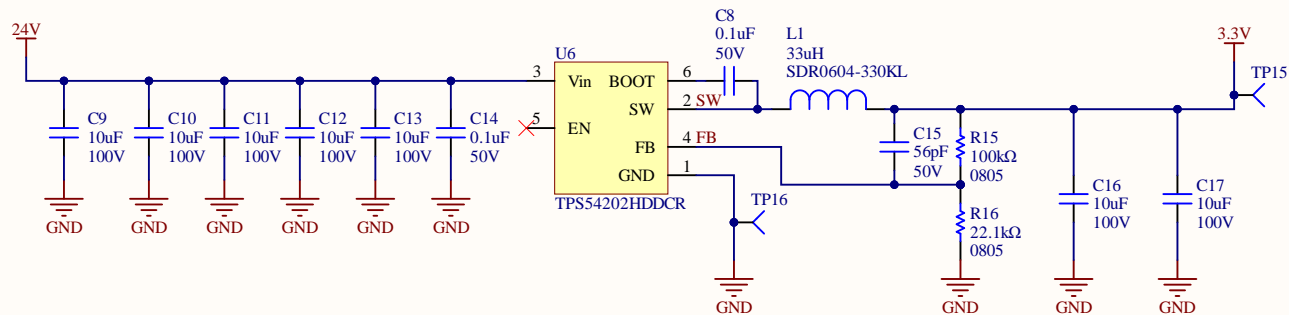 24V
C9
10uF
100V
GND
C10
10uF
100V
GND
C11
10uF
100V
GND
C12
10uF
100V
GND
C13
10uF
100V
GND
C14
0.1uF
50V
GND
U6
3
Vin
5
EN
BOOT
6
SW
2
SW
FB
4
FB
GND
1
TPS54202HDDCR
C8
0.1uF
50V
L1
33uH
SDR0604-330KL
TP16
GND
C15
56pF
50V
R15
100kΩ
0805
R16
22.1kΩ
0805
GND
C16
10uF
100V
GND
C17
10uF
100V
GND
3.3V
TP15